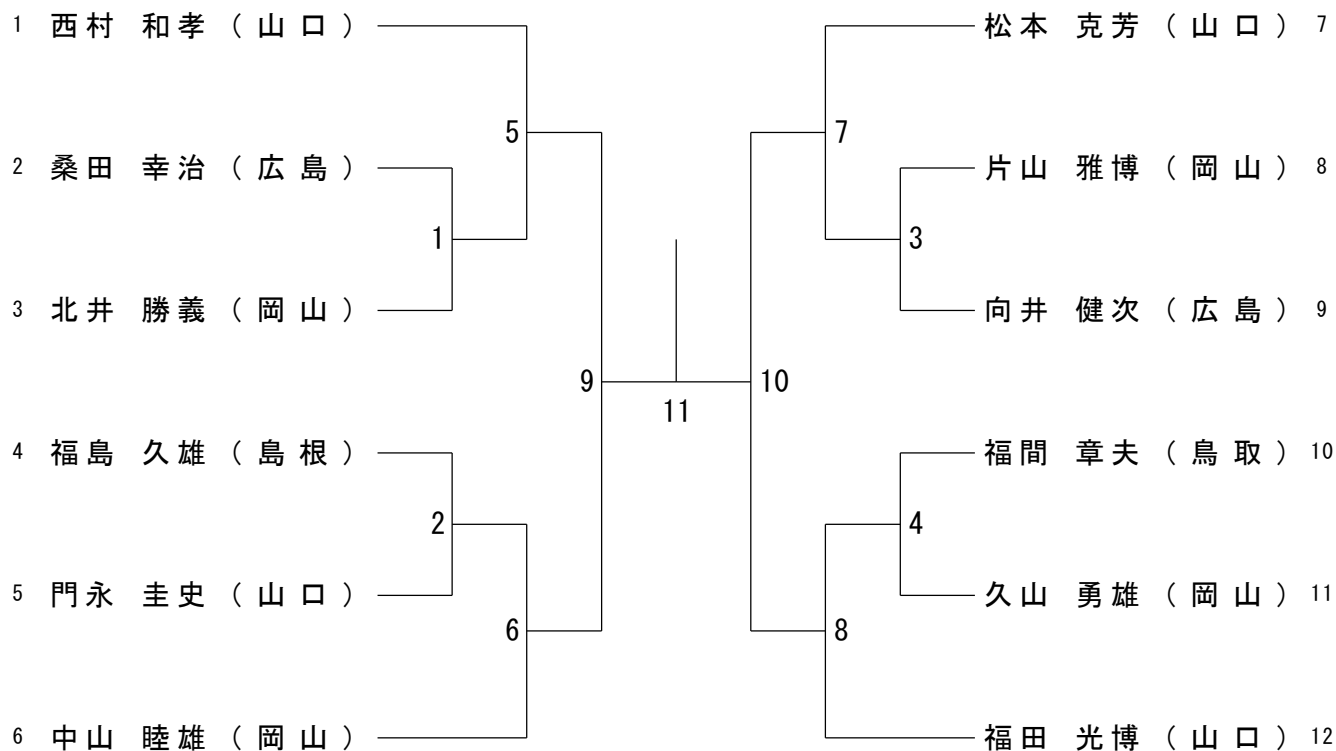 1 西村 和孝 ( 山口 )
2 桑田 幸治 ( 広島 )
3 北井 勝義 ( 岡山 )
4 福島 久雄 ( 島根 )
5 門永 圭史 ( 山口 )
6 中山 睦雄 ( 岡山 )
5
1
2
6
9
11
10
7
3
4
8
松本 克芳 ( 山口 ) 7
片山 雅博 ( 岡山 ) 8
向井 健次 ( 広島 ) 9
福間 章夫 ( 鳥取 ) 10
久山 勇雄 ( 岡山 ) 11
福田 光博 ( 山口 ) 12